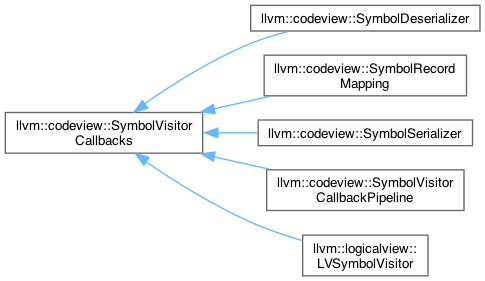 llvm::codeview::SymbolDeserializer
llvm::codeview::SymbolRecord
Mapping
llvm::codeview::SymbolVisitor
Callbacks
llvm::codeview::SymbolSerializer
llvm::codeview::SymbolVisitor
CallbackPipeline
llvm::logicalview::
LVSymbolVisitor